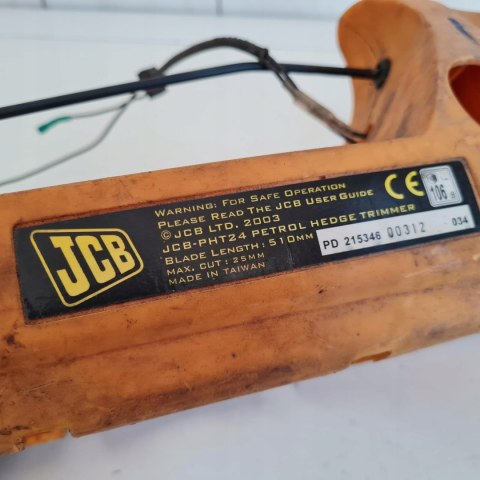 JCB
WARNING: FOR SAFE OPERATION
PLEASE READ THE JCB USER GUIDE
©JCB LTD. 2003
JCB-PHT24 PETROL HEDGE TRIMMER
BLADE LENGTH: 510MM
MAX. CUT: 25MM
MADE IN TAIWAN
CE
106
PD 215346 00312 034